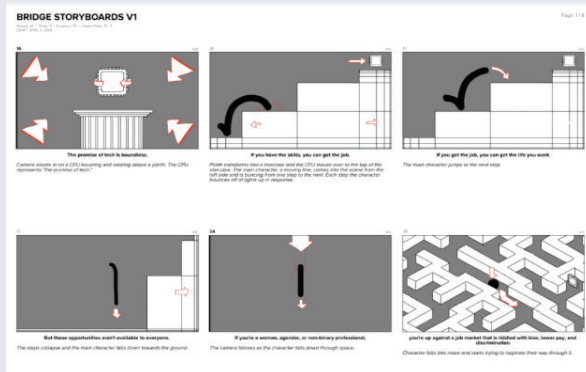 BRIDGE STORYBOARDS V1
Page: 1 / 8
1A
The promise of tech is boundless.
Camera zooms in on a CPU hovering and rotating above a plinth. The CPU
represents "the promise of tech."
If you have the skills, you can get the job.
Plinth transforms into a staircase and the CPU moves over to the top of the
staircase. The main character, a moving line, comes into the scene from the
left side and is bouncing from one step to the next. Each step the character
bounces off of lights up in response.
If you get the job, you can get the life you want.
The main character jumps to the next step.
But these opportunities aren't available to everyone.
The steps collapse and the main character falls down towards the ground.
2A
If you're a woman, agender, or non-binary professional,
The camera follows as the character falls down through space.
you're up against a job market that is riddled with bias, lower pay, and
discrimination.
Character falls into maze and starts trying to navigate their way through it.